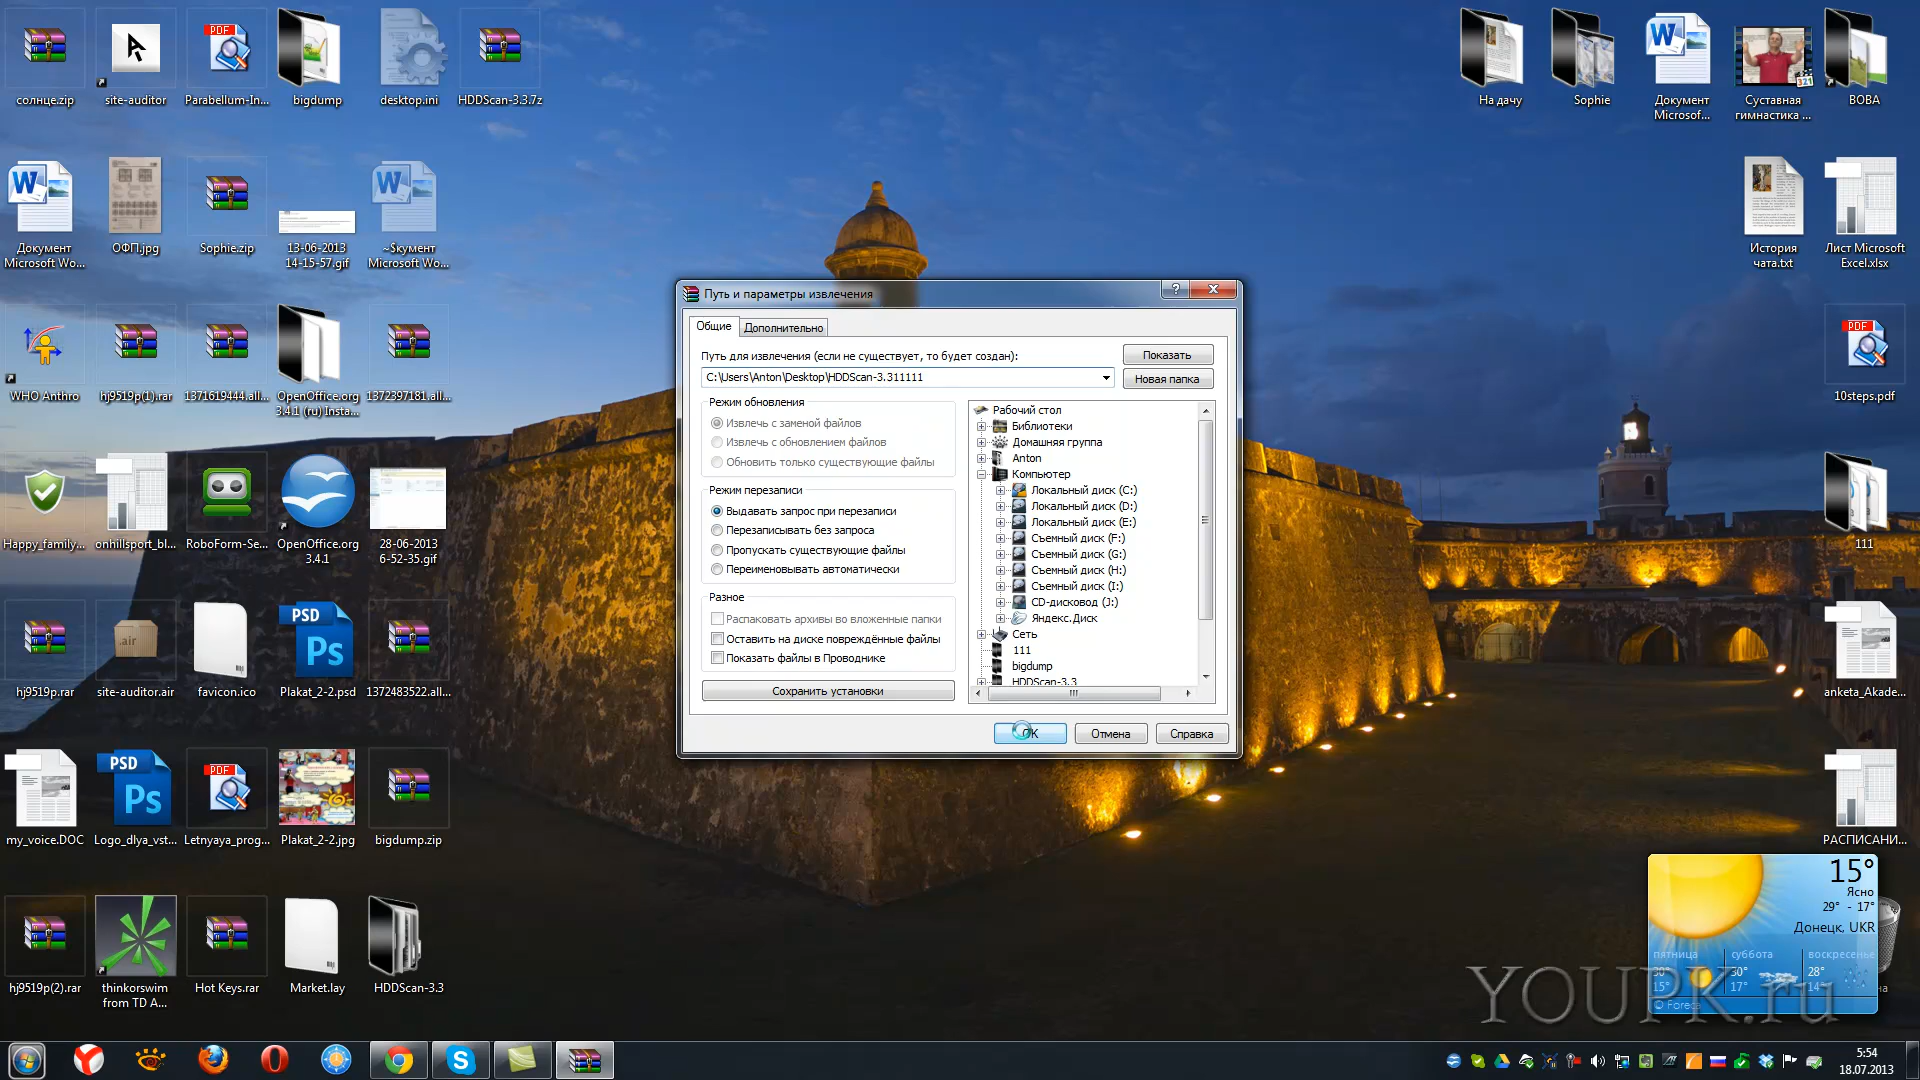 солнце.zip
site-auditor
Parabellum-In...
bigdump
desktop.ini
HDDScan-3.3.7z
На дачу
Sophie
Документ
Microsof...
Суставная
гимнастика ...
ВОВА
Документ
Microsoft Wo...
ОФП.jpg
Sophie.zip
13-06-2013
14-15-57.gif
~$кумент
Microsoft Wo...
История
чата.txt
Лист Microsoft
Excel.xlsx
WHO Anthro
hj9519p(1).rar
1371619444.all...
OpenOffice.org
3.4.1 (ru) Insta...
1372397181.all...
10steps.pdf
Happy_family...
onhillsport_bl...
RoboForm-Se...
OpenOffice.org
3.4.1
28-06-2013
6-52-35.gif
111
hj9519p.rar
site-auditor.air
favicon.ico
Plakat_2-2.psd
1372483522.all...
anketa_Akade...
my_voice.DOC
Logo_dlya_vst...
Letnyaya_prog...
Plakat_2-2.jpg
bigdump.zip
РАСПИСАНИ...
hj9519p(2).rar
thinkorswim
from TD A...
Hot Keys.rar
Market.lay
HDDScan-3.3
Путь и параметры извлечения
Общие
Дополнительно
Путь для извлечения (если не существует, то будет создан):
Показать
C:\Users\Anton\Desktop\HDDScan-3.311111
Новая папка
Режим обновления
Извлечь с заменой файлов
Извлечь с обновлением файлов
Обновить только существующие файлы
Режим перезаписи
Выдавать запрос при перезаписи
Перезаписывать без запроса
Пропускать существующие файлы
Переименовывать автоматически
Разное
Распаковать архивы во вложенные папки
Оставить на диске повреждённые файлы
Показать файлы в Проводнике
Сохранить установки
Рабочий стол
Библиотеки
Домашняя группа
Anton
Компьютер
Локальный диск (C:)
Локальный диск (D:)
Локальный диск (E:)
Съемный диск (F:)
Съемный диск (G:)
Съемный диск (H:)
Съемный диск (I:)
CD-дисковод (J:)
Яндекс.Диск
Сеть
111
bigdump
HDDScan-3.3
OK
Отмена
Справка
15°
Ясно
29° - 17°
Донецк, UKR
пятница
суббота
воскресенье
30°
30°
28°
15°
17°
14°
© Foreca
YOUPK.ru
5:54
18.07.2013